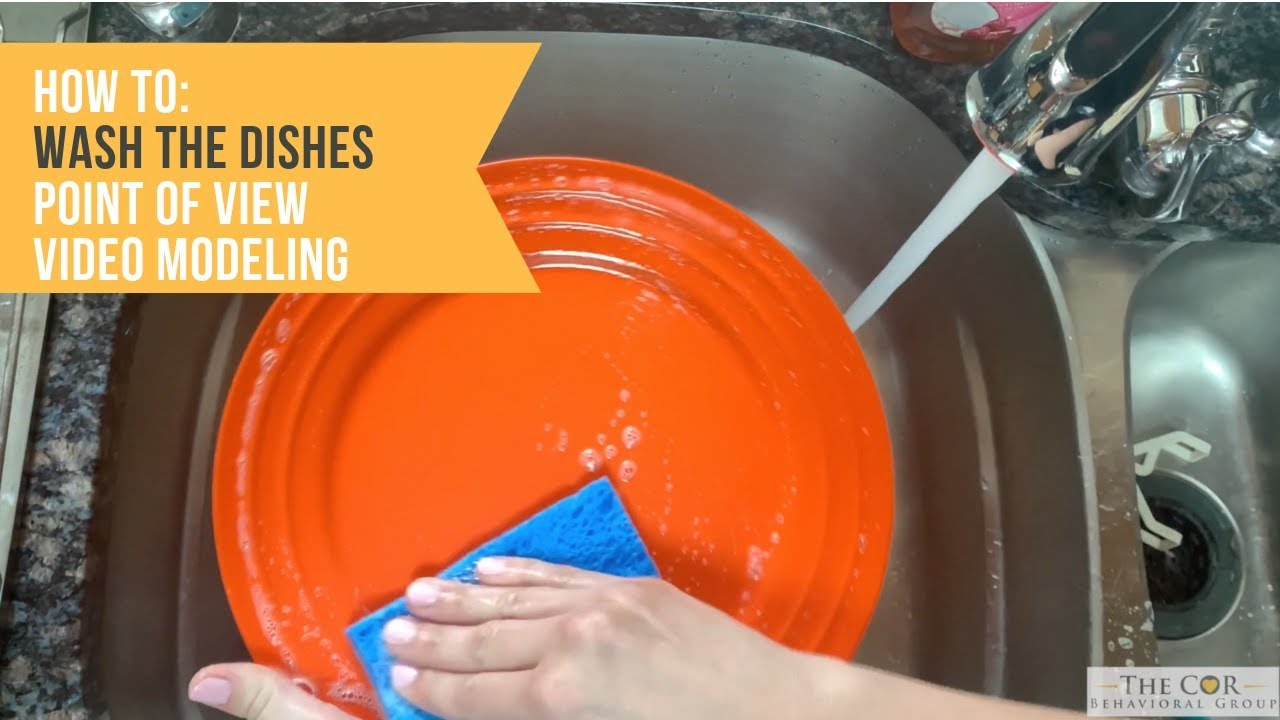 HOW TO:
WASH THE DISHES
POINT OF VIEW
VIDEO MODELING
THE COR
BEHAVIORAL GROUP